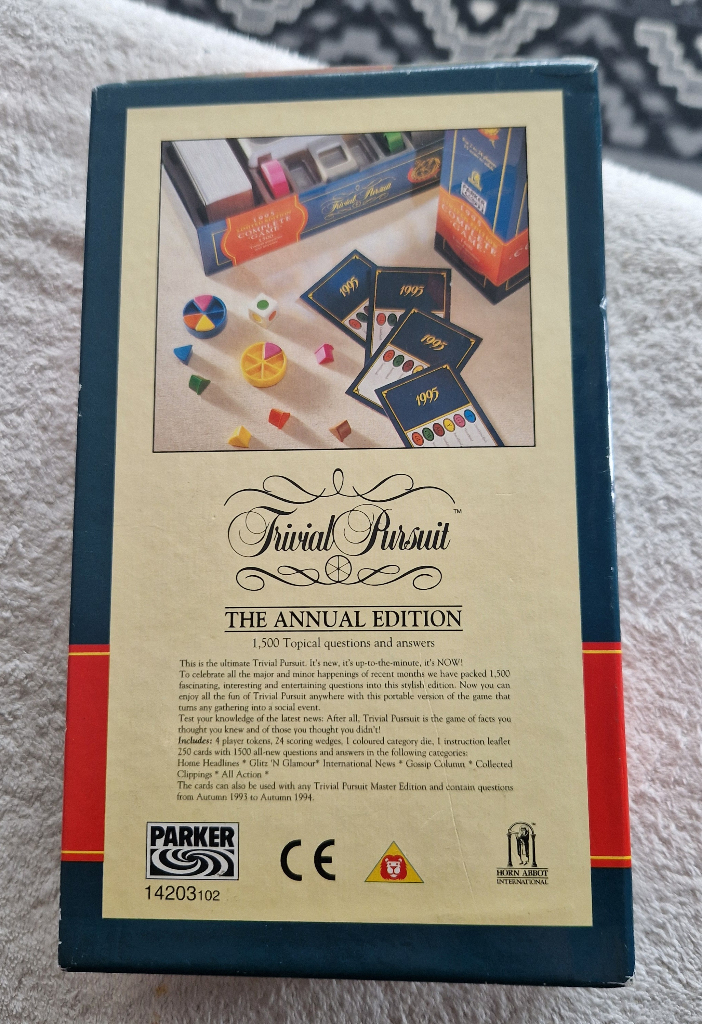 Trivial Pursuit
1995
COMPLETE
GAME
COMPLETE
GAME
1995
1995
1995
1995
Trivial Pursuit™
THE ANNUAL EDITION
1,500 Topical questions and answers
This is the ultimate Trivial Pursuit. It's new, it's up-to-the-minute, it's NOW!
To celebrate all the major and minor happenings of recent months we have packed 1,500
fascinating, interesting and entertaining questions into this stylish edition. Now you can
enjoy all the fun of Trivial Pursuit anywhere with this portable version of the game that
turns any gathering into a social event.
Test your knowledge of the latest news: After all, Trivial Pusrsuit is the game of facts you
thought you knew and of those you thought you didn't!
Includes: 4 player tokens, 24 scoring wedges, 1 coloured category die, 1 instruction leaflet
250 cards with 1500 all-new questions and answers in the following categories:
Home Headlines * Glitz 'N Glamour* International News * Gossip Column * Collected
Clippings * All Action *
The cards can also be used with any Trivial Pursuit Master Edition and contain questions
from Autumn 1993 to Autumn 1994.
PARKER
CE
HORN ABBOT
INTERNATIONAL
14203102